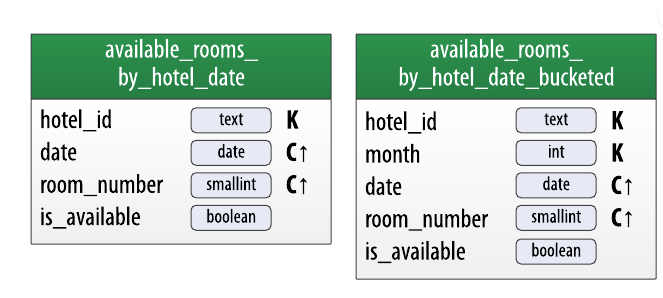 available_rooms_
by_hotel_date
hotel_id text K
date date C↑
room_number smallint C↑
is_available boolean
available_rooms_
by_hotel_date_bucketed
hotel_id text K
month int K
date date C↑
room_number smallint C↑
is_available boolean